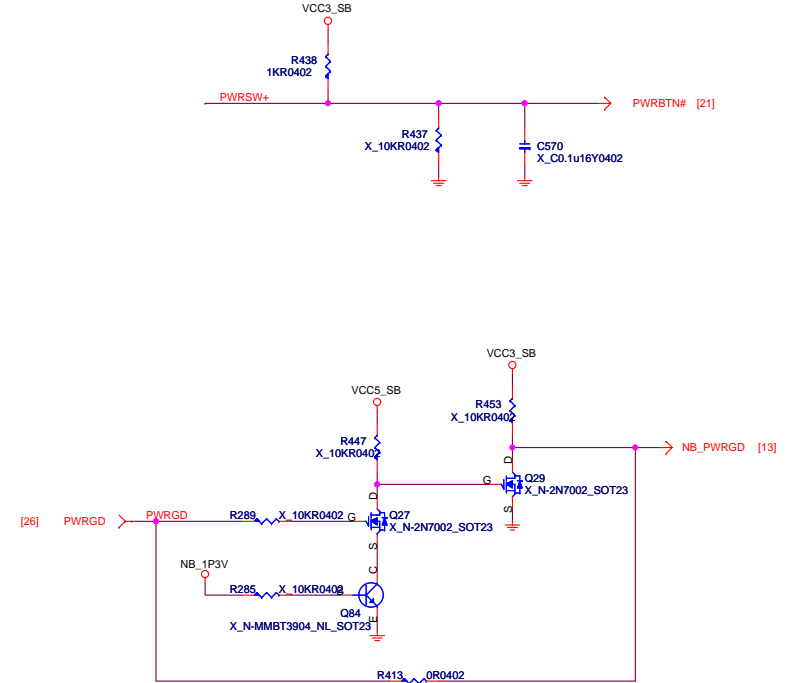 VCC3_SB
R438
1KR0402
PWRSW+
PWRBTN# [21]
R437
X_10KR0402
C570
X_C0.1u16Y0402
VCC3_SB
VCC5_SB
R453
X_10KR0402
R447
X_10KR0402
NB_PWRGD [13]
D
G
Q29
X_N-2N7002_SOT23
S
D
[26] PWRGD
PWRGD
R289
X_10KR0402
G
Q27
X_N-2N7002_SOT23
S
NB_1P3V
C
R285
X_10KR0402
B
Q84
E
X_N-MMBT3904_NL_SOT23
R413
0R0402